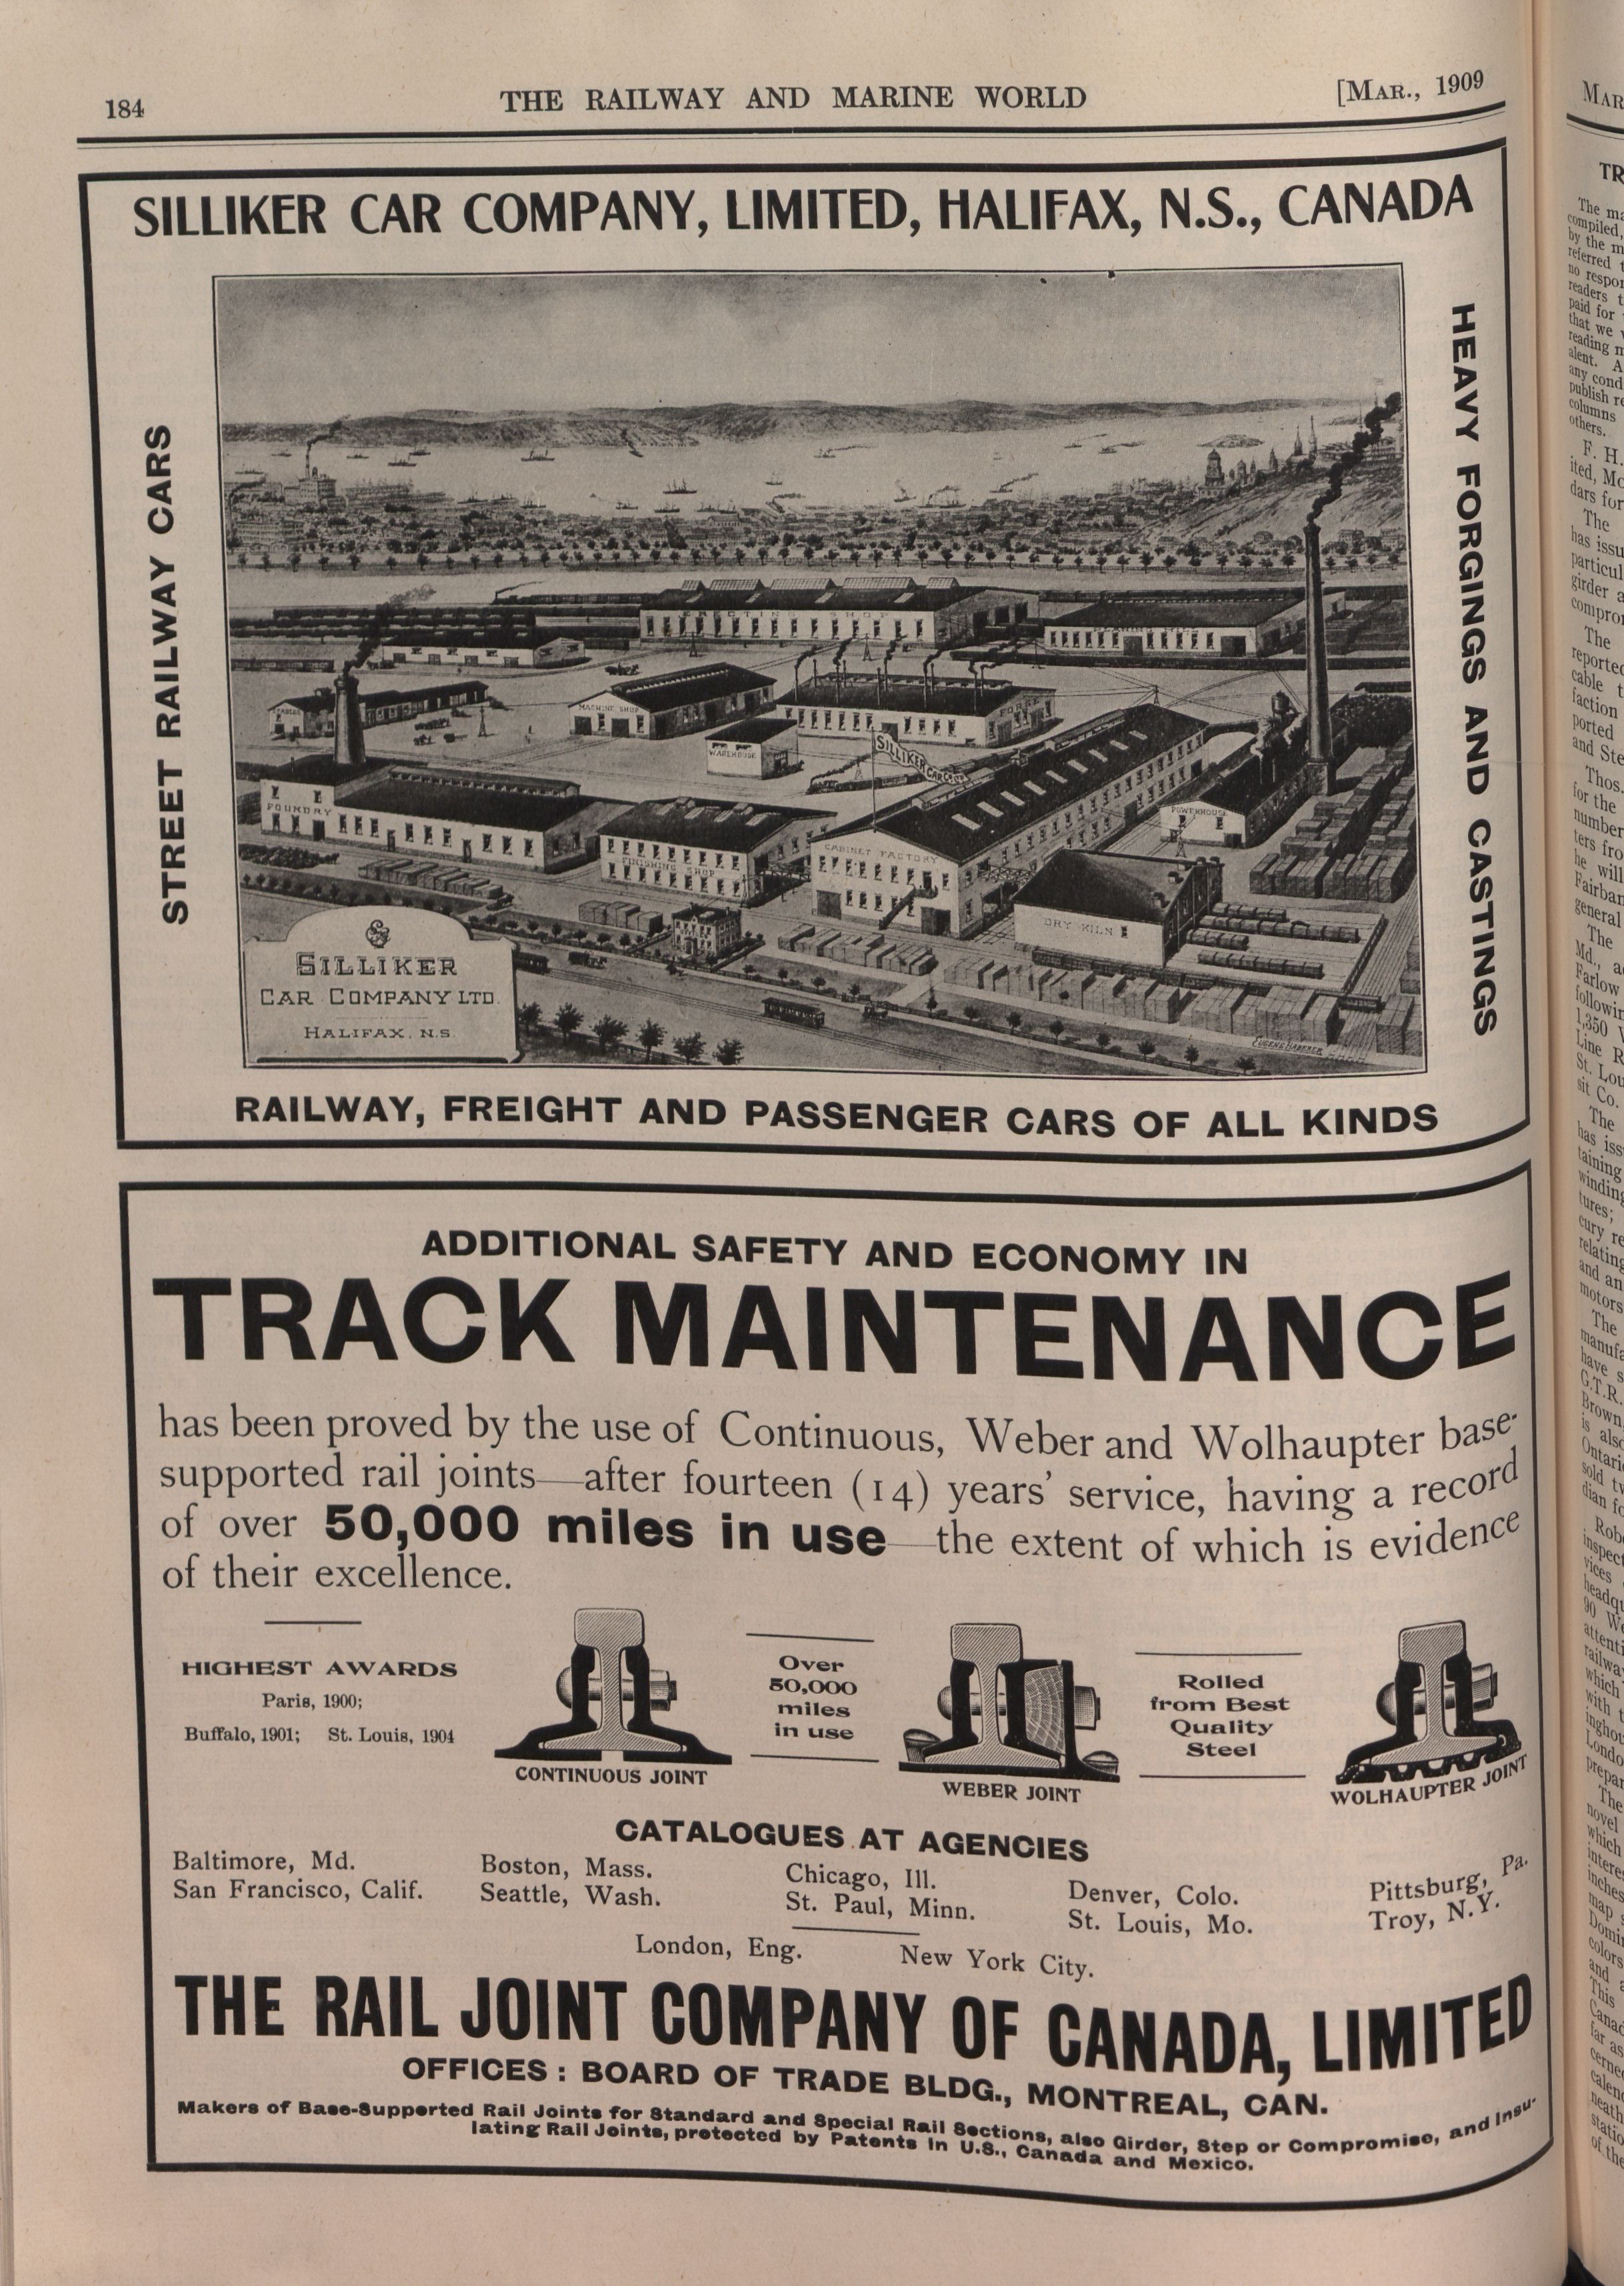 184
THE RAILWAY AND MARINE WORLD
[MAR., 1909
SILLIKER CAR COMPANY, LIMITED, HALIFAX, N.S., CANADA
STREET RAILWAY CARS
HEAVY FORGINGS AND CASTINGS
ERECTING SHOP
MACHINE SHOP
FORGE
WAREHOUSE
SILLIKER CAR Co LTD
FOUNDRY
FINISHING SHOP
CABINET FACTORY
POWERHOUSE
DRY KILN
SILLIKER
CAR COMPANY LTD.
HALIFAX, N.S.
EUGENE HABERER
RAILWAY, FREIGHT AND PASSENGER CARS OF ALL KINDS
ADDITIONAL SAFETY AND ECONOMY IN
TRACK MAINTENANCE
has been proved by the use of Continuous, Weber and Wolhaupter base-
supported rail joints—after fourteen (14) years' service, having a record
of over 50,000 miles in use—the extent of which is evidence
of their excellence.
HIGHEST AWARDS
Paris, 1900;
Buffalo, 1901; St. Louis, 1904
CONTINUOUS JOINT
Over
50,000
miles
in use
WEBER JOINT
Rolled
from Best
Quality
Steel
WOLHAUPTER JOINT
CATALOGUES AT AGENCIES
Baltimore, Md. Boston, Mass. Chicago, Ill. Denver, Colo. Pittsburg, Pa.
San Francisco, Calif. Seattle, Wash. St. Paul, Minn. St. Louis, Mo. Troy, N.Y.
London, Eng. New York City.
THE RAIL JOINT COMPANY OF CANADA, LIMITED
OFFICES: BOARD OF TRADE BLDG., MONTREAL, CAN.
Makers of Base-Supported Rail Joints for Standard and Special Rail Sections, also Girder, Step or Compromise, and Insu-
lating Rail Joints, protected by Patents in U.S., Canada and Mexico.